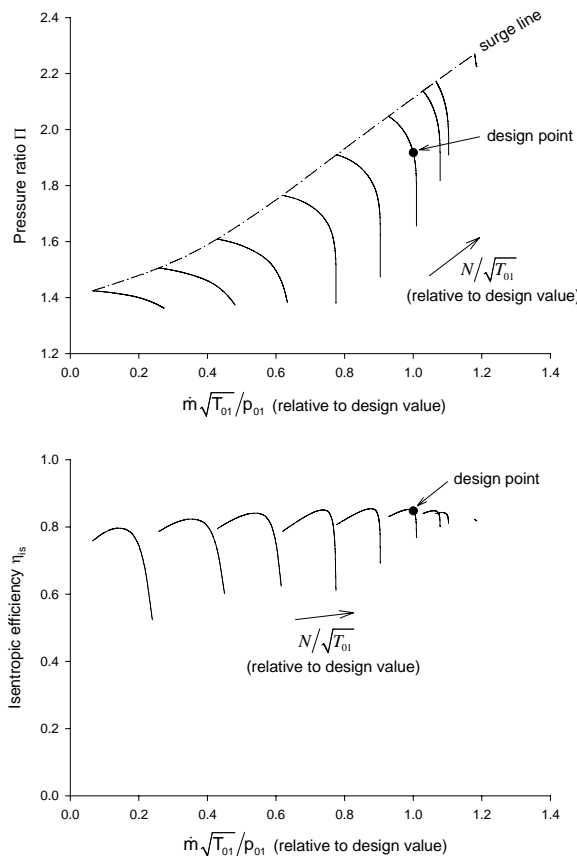 2.4
2.2
2.0
1.8
1.6
1.4
1.2
Pressure ratio Π
surge line
design point
N/√T₀₁
(relative to design value)
0.0 0.2 0.4 0.6 0.8 1.0 1.2 1.4
ṁ√T₀₁/p₀₁ (relative to design value)
1.0
0.8
0.6
0.4
0.2
0.0
Isentropic efficiency ηᵢₛ
design point
N/√T₀₁
(relative to design value)
0.0 0.2 0.4 0.6 0.8 1.0 1.2 1.4
ṁ√T₀₁/p₀₁ (relative to design value)